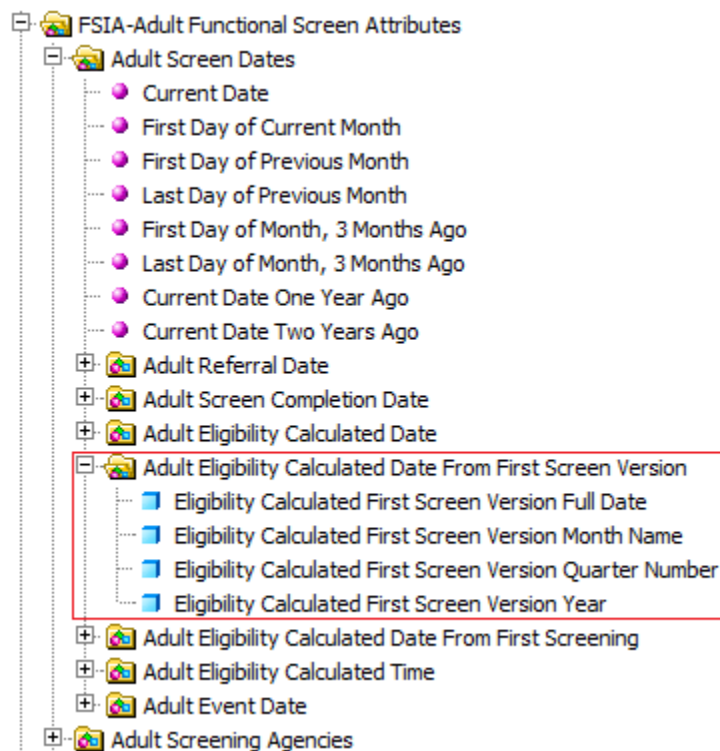 FSIA-Adult Functional Screen Attributes
Adult Screen Dates
Current Date
First Day of Current Month
First Day of Previous Month
Last Day of Previous Month
First Day of Month, 3 Months Ago
Last Day of Month, 3 Months Ago
Current Date One Year Ago
Current Date Two Years Ago
Adult Referral Date
Adult Screen Completion Date
Adult Eligibility Calculated Date
Adult Eligibility Calculated Date From First Screen Version
Eligibility Calculated First Screen Version Full Date
Eligibility Calculated First Screen Version Month Name
Eligibility Calculated First Screen Version Quarter Number
Eligibility Calculated First Screen Version Year
Adult Eligibility Calculated Date From First Screening
Adult Eligibility Calculated Time
Adult Event Date
Adult Screening Agencies